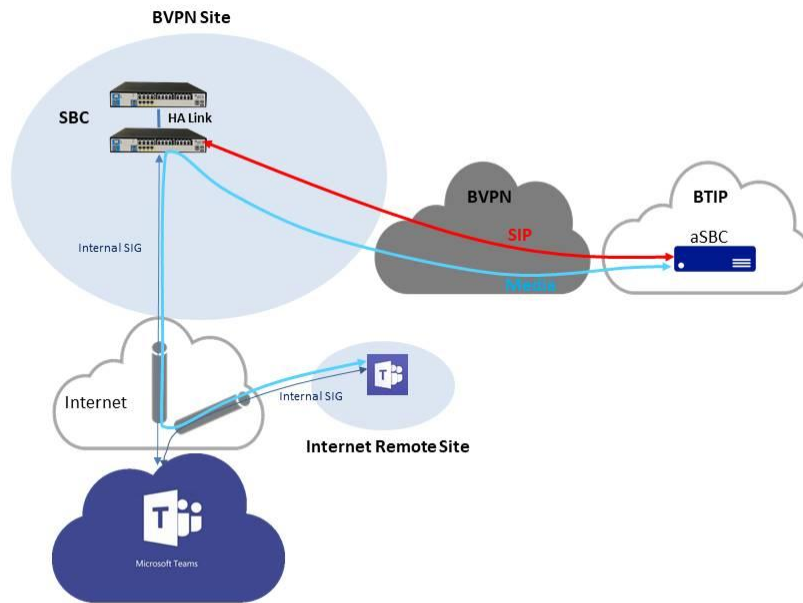 BVPN Site
SBC
HA Link
BVPN
BTIP
aSBC
SIP
Internal SIG
Media
Internet
Internal SIG
Internet Remote Site
T
T
Microsoft Teams